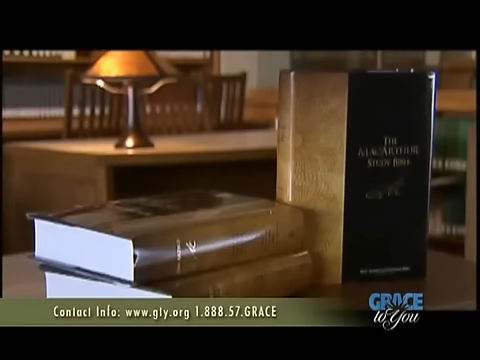 THE
MACARTHUR
STUDY BIBLE
Contact Info: www.gty.org 1.888.57.GRACE
GRACE
to You